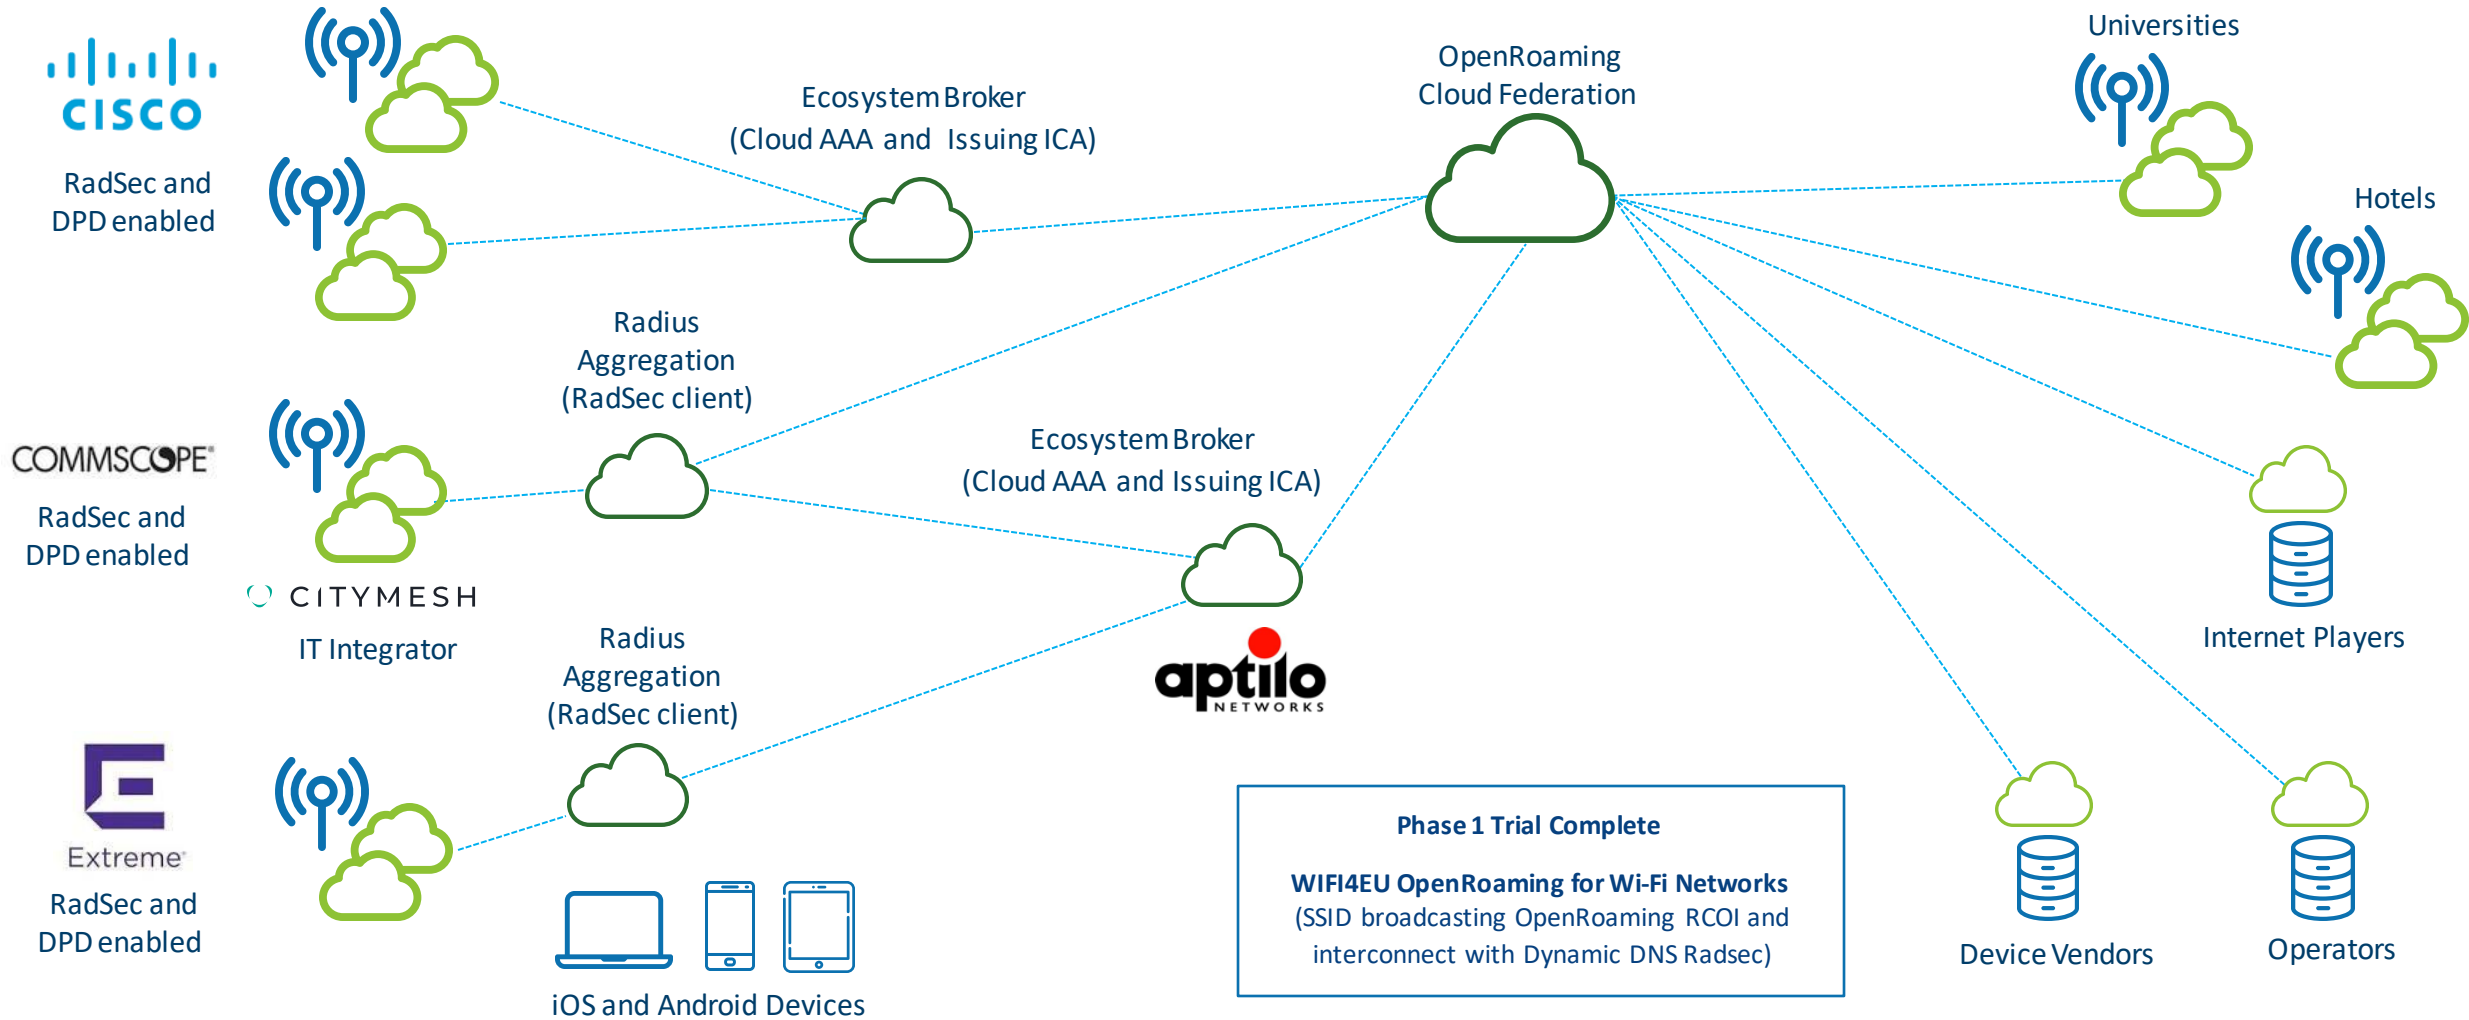 CISCO
RadSec and
DPD enabled
Ecosystem Broker
(Cloud AAA and Issuing ICA)
OpenRoaming
Cloud Federation
Universities
Hotels
Radius
Aggregation
(RadSec client)
COMMSCOPE®
RadSec and
DPD enabled
CITYMESH
IT Integrator
Ecosystem Broker
(Cloud AAA and Issuing ICA)
aptilo
NETWORKS
Internet Players
Radius
Aggregation
(RadSec client)
Extreme
RadSec and
DPD enabled
iOS and Android Devices
Phase 1 Trial Complete
WIFI4EU OpenRoaming for Wi-Fi Networks
(SSID broadcasting OpenRoaming RCOI and
interconnect with Dynamic DNS Radsec)
Device Vendors
Operators